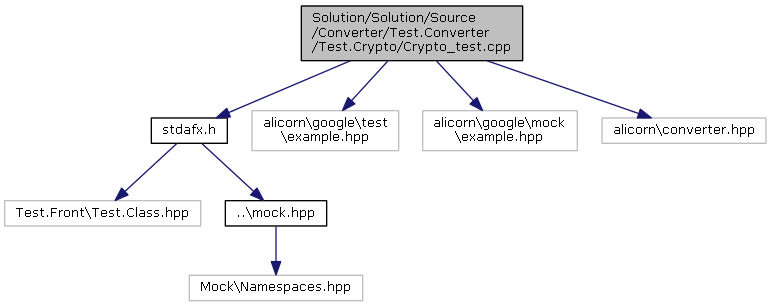 Solution/Solution/Source
/Converter/Test.Converter
/Test.Crypto/Crypto_test.cpp
stdafx.h
alicorn\google\test
\example.hpp
alicorn\google\mock
\example.hpp
alicorn\converter.hpp
Test.Front\Test.Class.hpp
..\mock.hpp
Mock\Namespaces.hpp